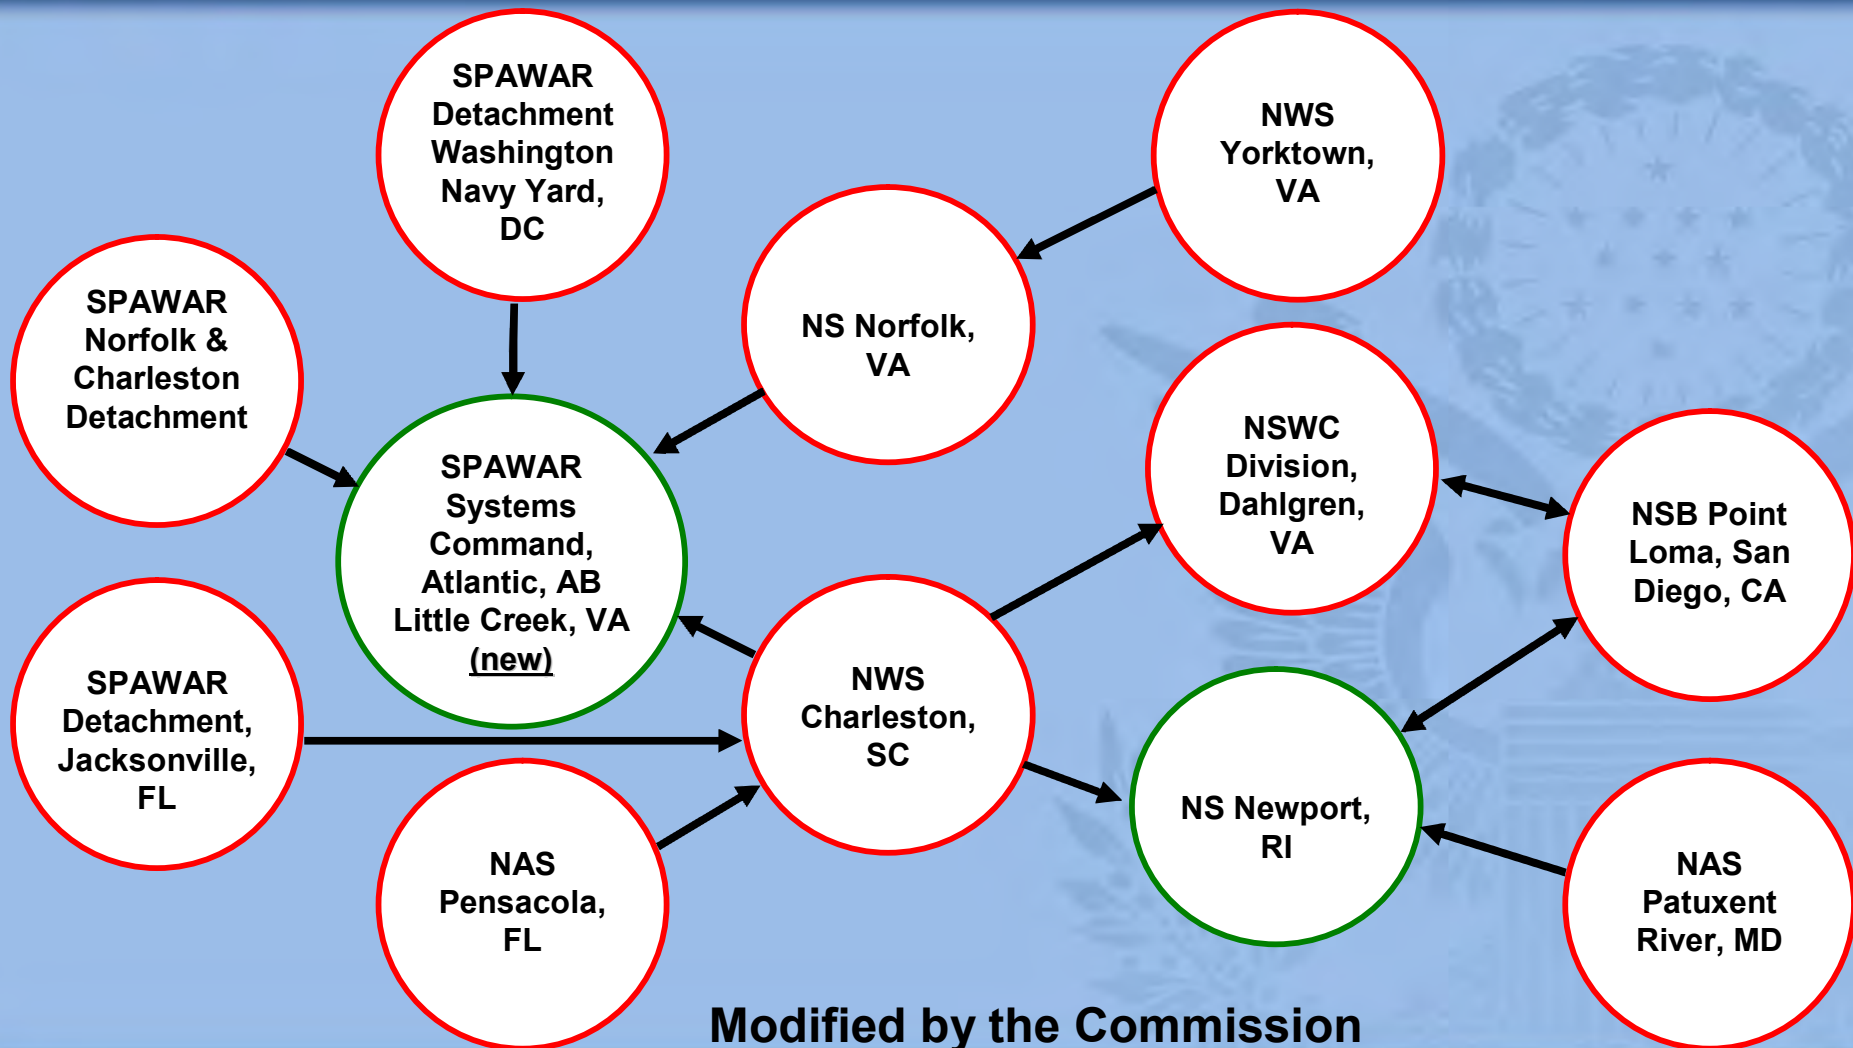 SPAWAR
Detachment
Washington
Navy Yard,
DC
NWS
Yorktown,
VA
SPAWAR
Norfolk &
Charleston
Detachment
NS Norfolk,
VA
SPAWAR
Systems
Command,
Atlantic, AB
Little Creek, VA
(new)
NSWC
Division,
Dahlgren,
VA
NSB Point
Loma, San
Diego, CA
SPAWAR
Detachment,
Jacksonville,
FL
NWS
Charleston,
SC
NS Newport,
RI
NAS
Pensacola,
FL
NAS
Patuxent
River, MD
Modified by the Commission